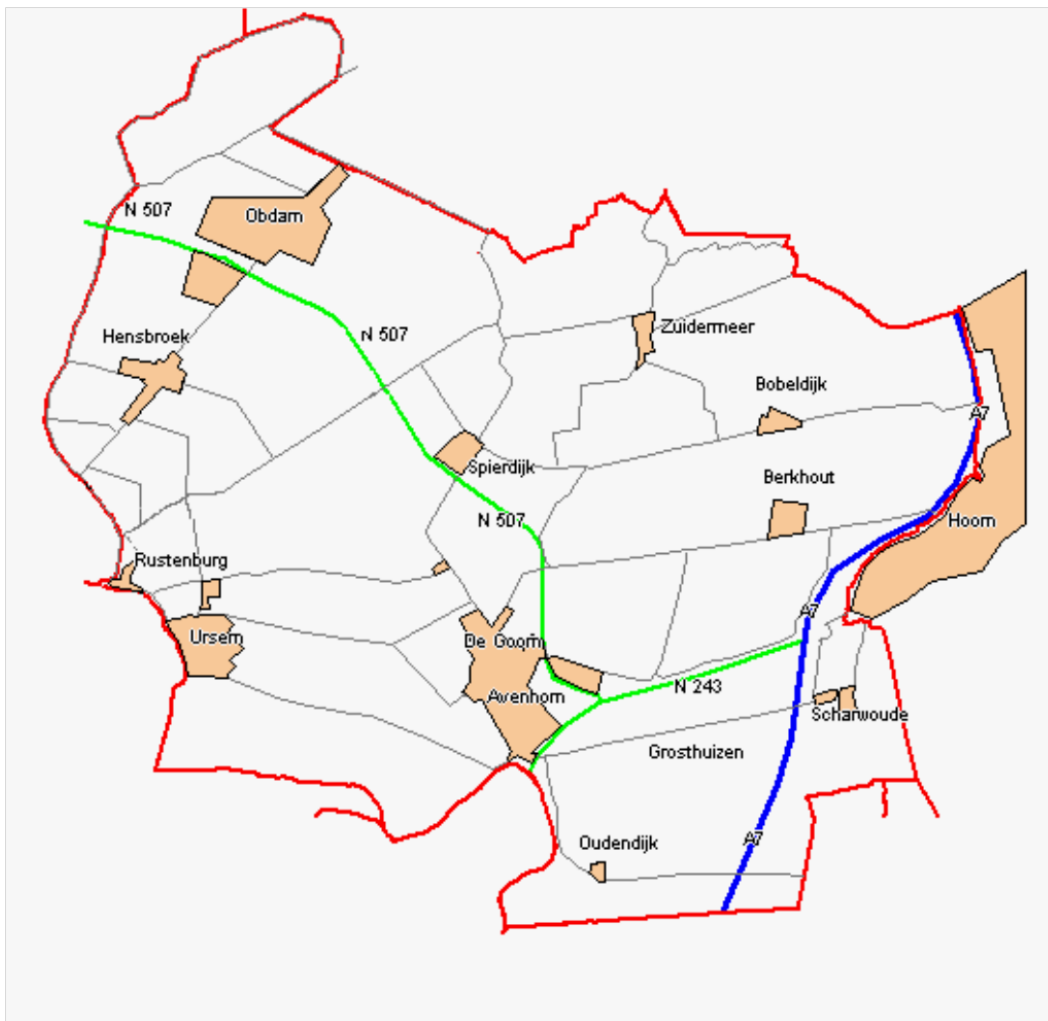 N 507
Obdam
Hensbroek
N 507
Zuidermeer
Bobeldijk
A7
Spierdijk
Berkhout
N 507
Hoorn
Rustenburg
A7
Ursem
De Goorn
N 243
Avenhorn
Scharwoude
Grosthuizen
A7
Oudendijk